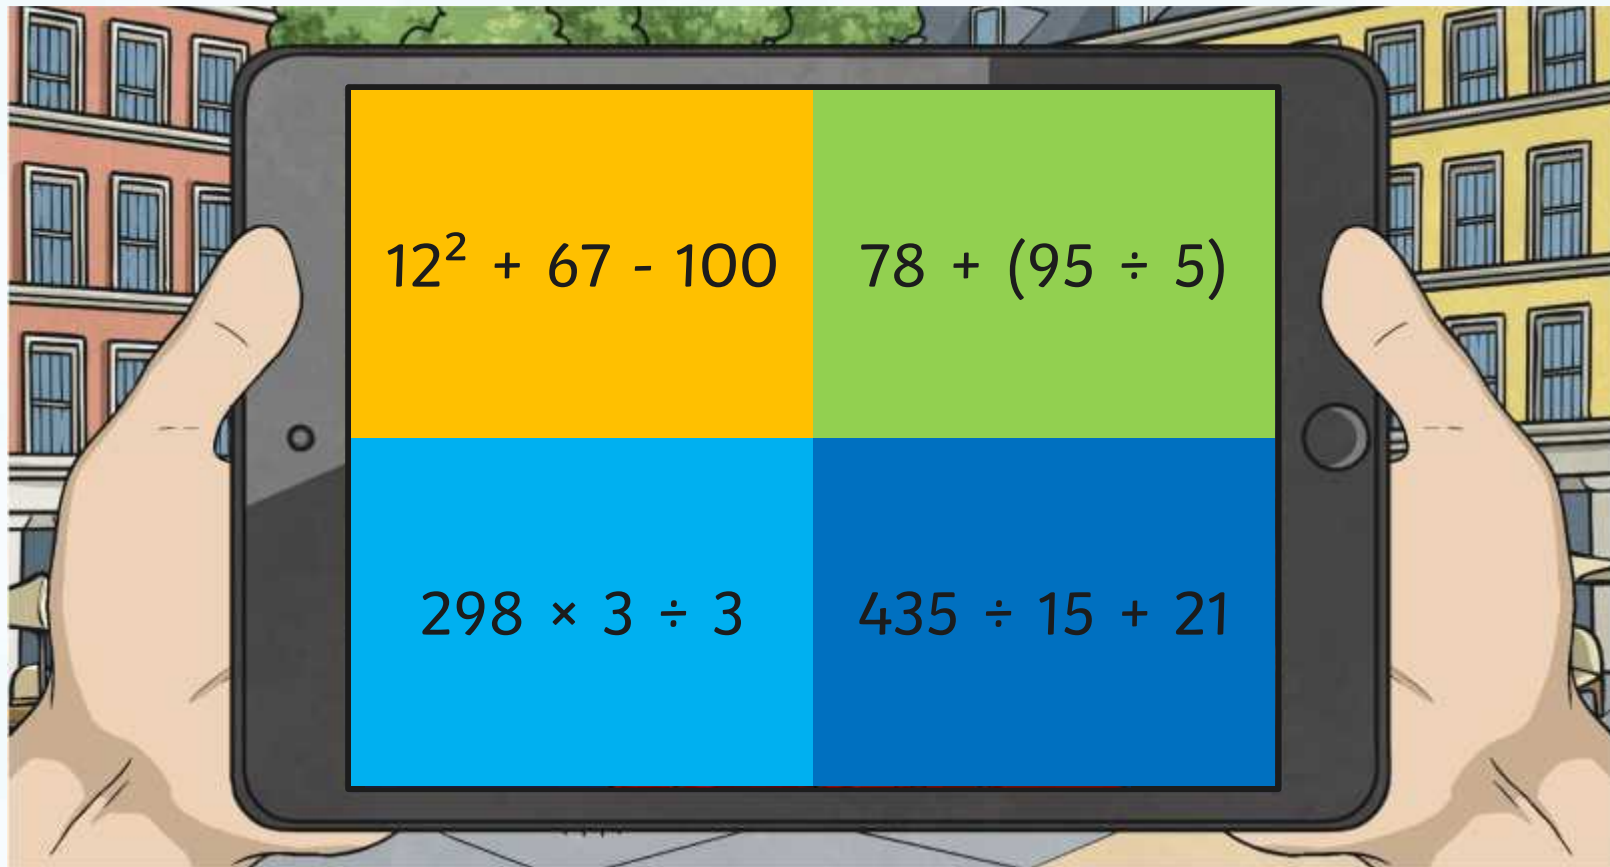 12² + 67 - 100
78 + (95 ÷ 5)
298 × 3 ÷ 3
435 ÷ 15 + 21